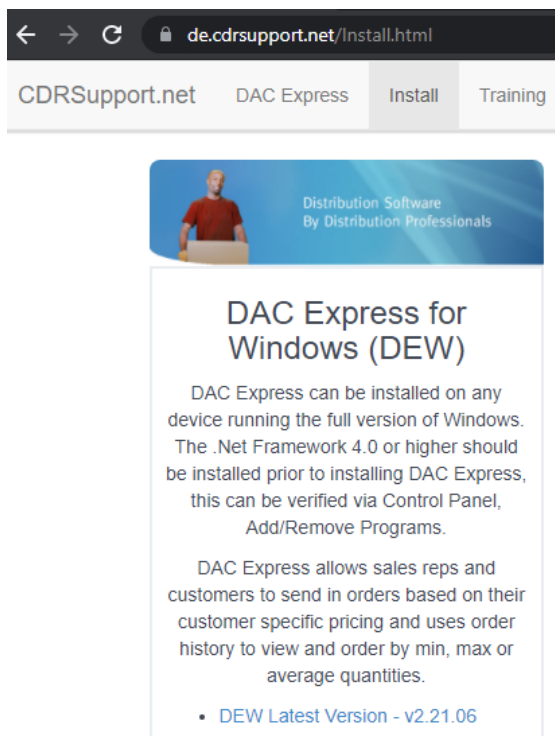 de.cdrsupport.net/Install.html
CDRSupport.net DAC Express Install Training
Distribution Software
By Distribution Professionals
DAC Express for
Windows (DEW)
DAC Express can be installed on any
device running the full version of Windows.
The .Net Framework 4.0 or higher should
be installed prior to installing DAC Express,
this can be verified via Control Panel,
Add/Remove Programs.
DAC Express allows sales reps and
customers to send in orders based on their
customer specific pricing and uses order
history to view and order by min, max or
average quantities.
• DEW Latest Version - v2.21.06